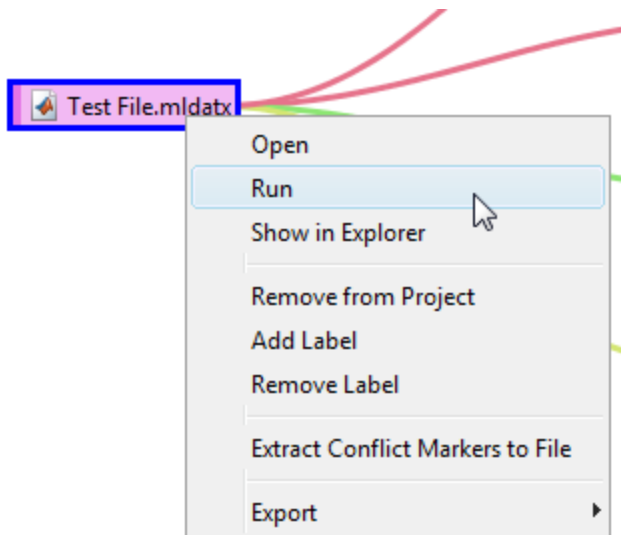 Test File.mldatx
Open
Run
Show in Explorer
Remove from Project
Add Label
Remove Label
Extract Conflict Markers to File
Export